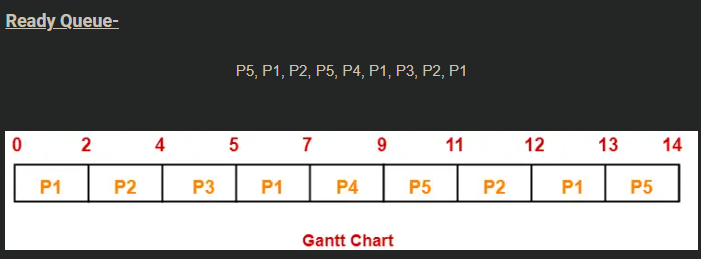 Ready Queue-
P5, P1, P2, P5, P4, P1, P3, P2, P1
0 2 4 5 7 9 11 12 13 14
P1 P2 P3 P1 P4 P5 P2 P1 P5
Gantt Chart